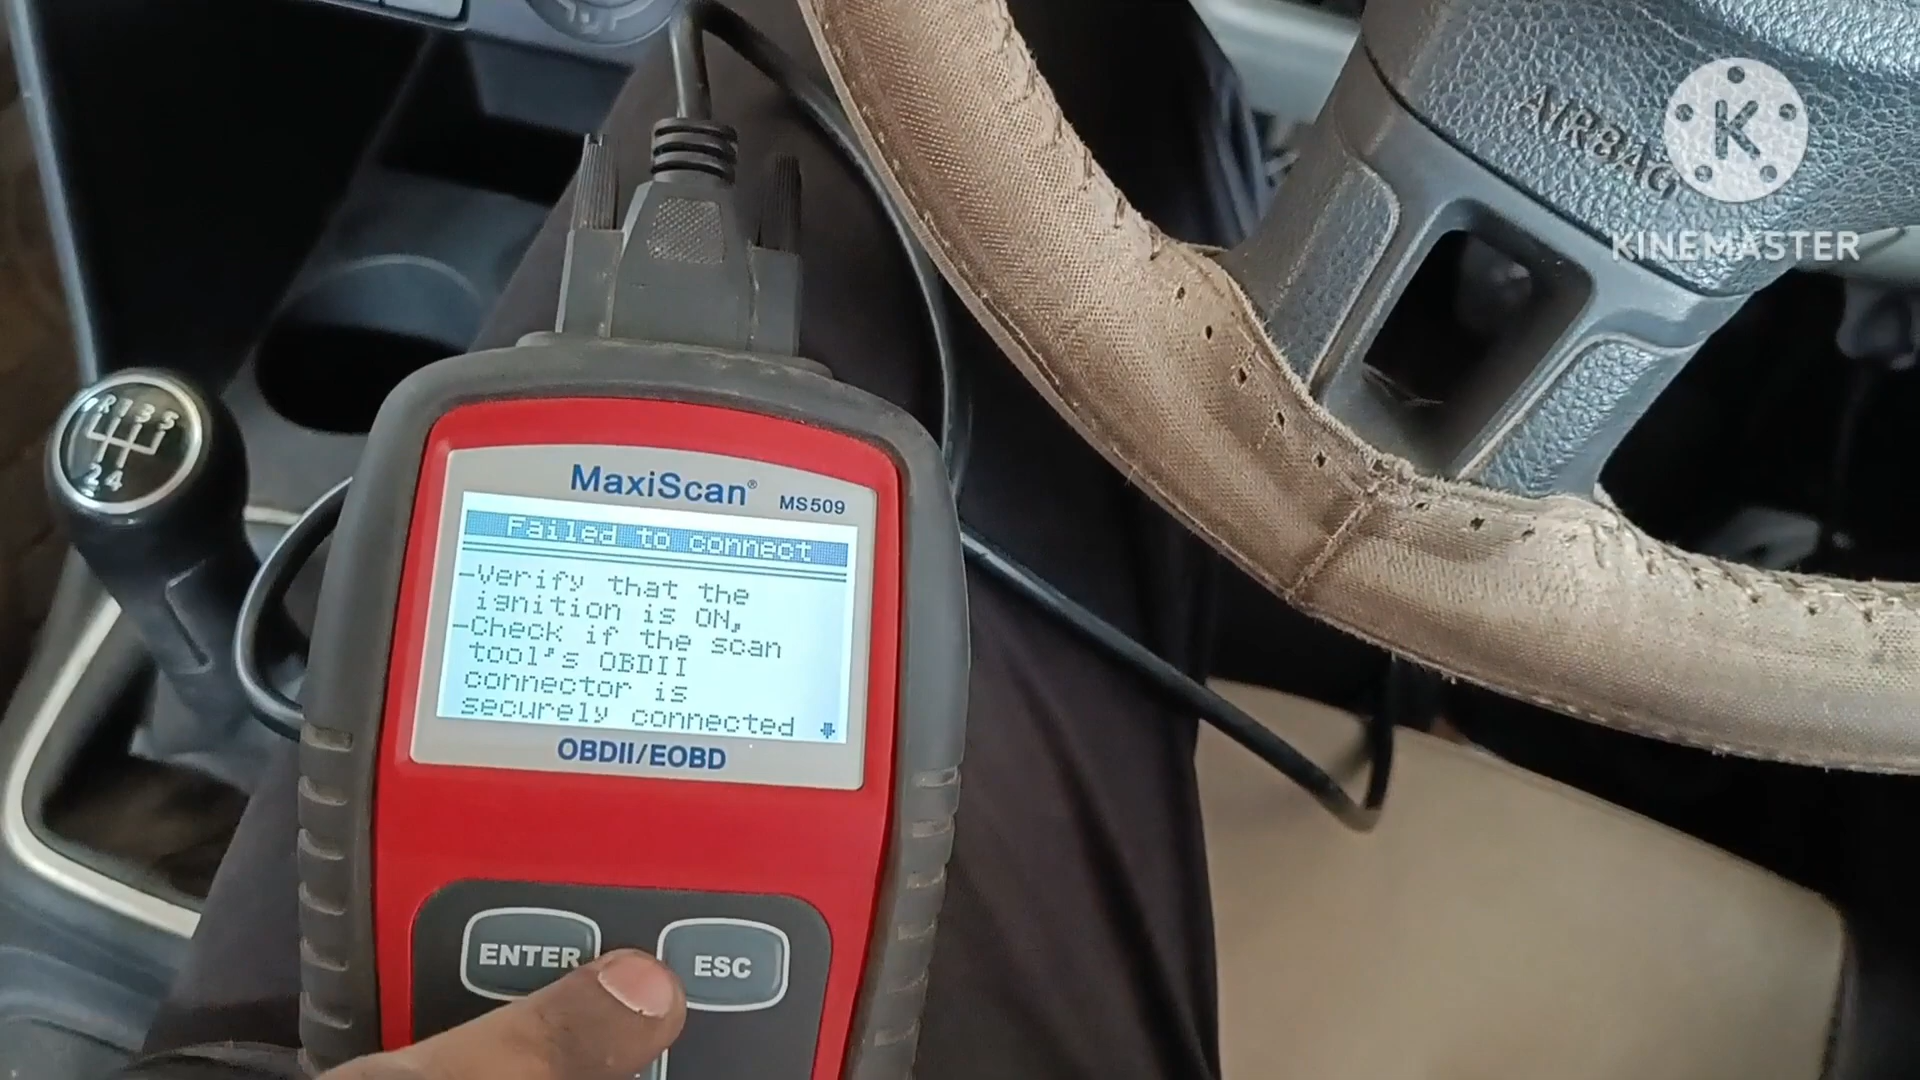 AIRBAG
K
KINEMASTER
R 1 3 5
2 4
MaxiScan®
MS509
Failed to connect
-Verify that the
ignition is ON,
-Check if the scan
tool's OBDII
connector is
securely connected
OBDII/EOBD
ENTER
ESC